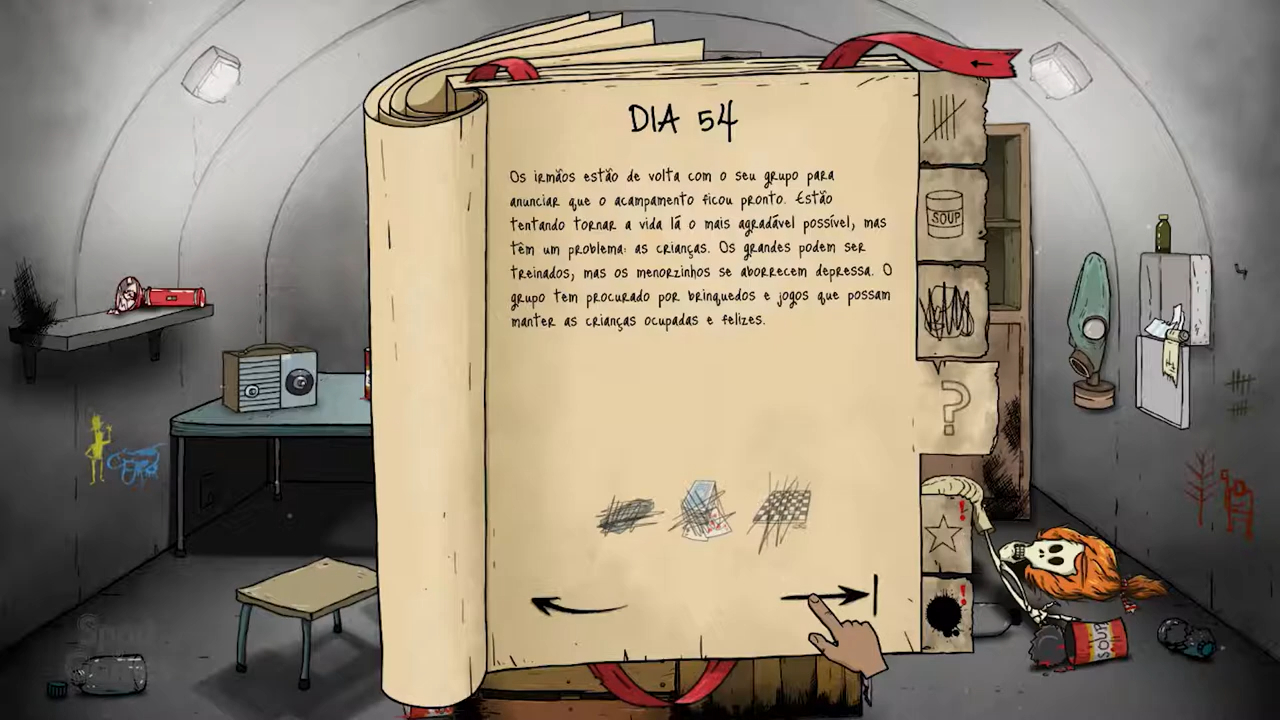 DIA 54
Os irmãos estão de volta com o seu grupo para
anunciar que o acampamento ficou pronto. Estão
tentando tornar a vida lá o mais agradável possível, mas
têm um problema: as crianças. Os grandes podem ser
treinados, mas os menorzinhos se aborrecem depressa. O
grupo tem procurado por brinquedos e jogos que possam
manter as crianças ocupadas e felizes.
SOUP
?
!
!
SOUP